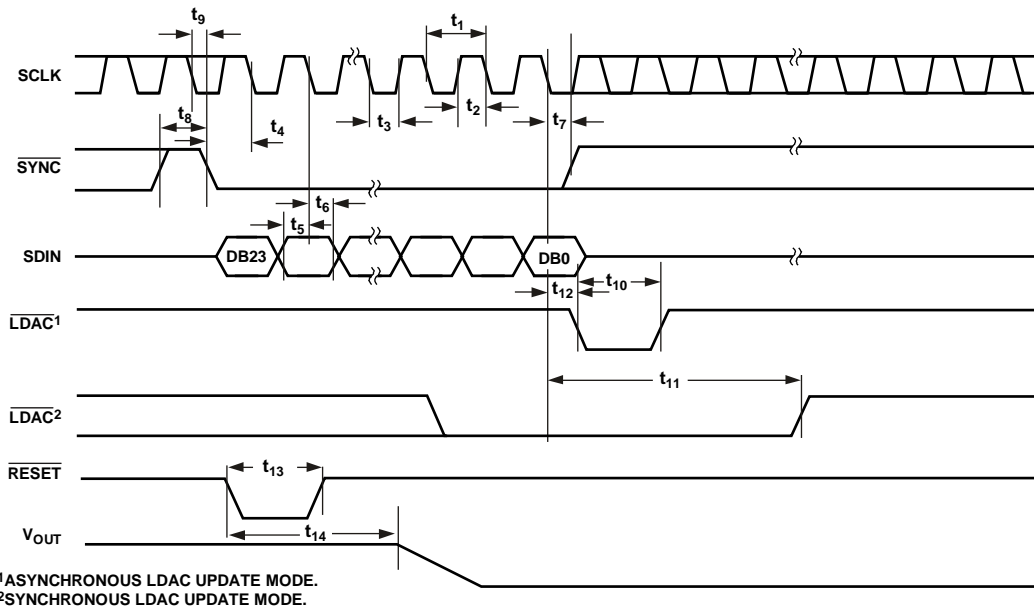 t9
t1
SCLK
t8
t4
t3
t2
t7
SYNC
t6
t5
SDIN
DB23
DB0
t12
t10
LDAC1
t11
LDAC2
RESET
t13
t14
VOUT
1ASYNCHRONOUS LDAC UPDATE MODE.
2SYNCHRONOUS LDAC UPDATE MODE.